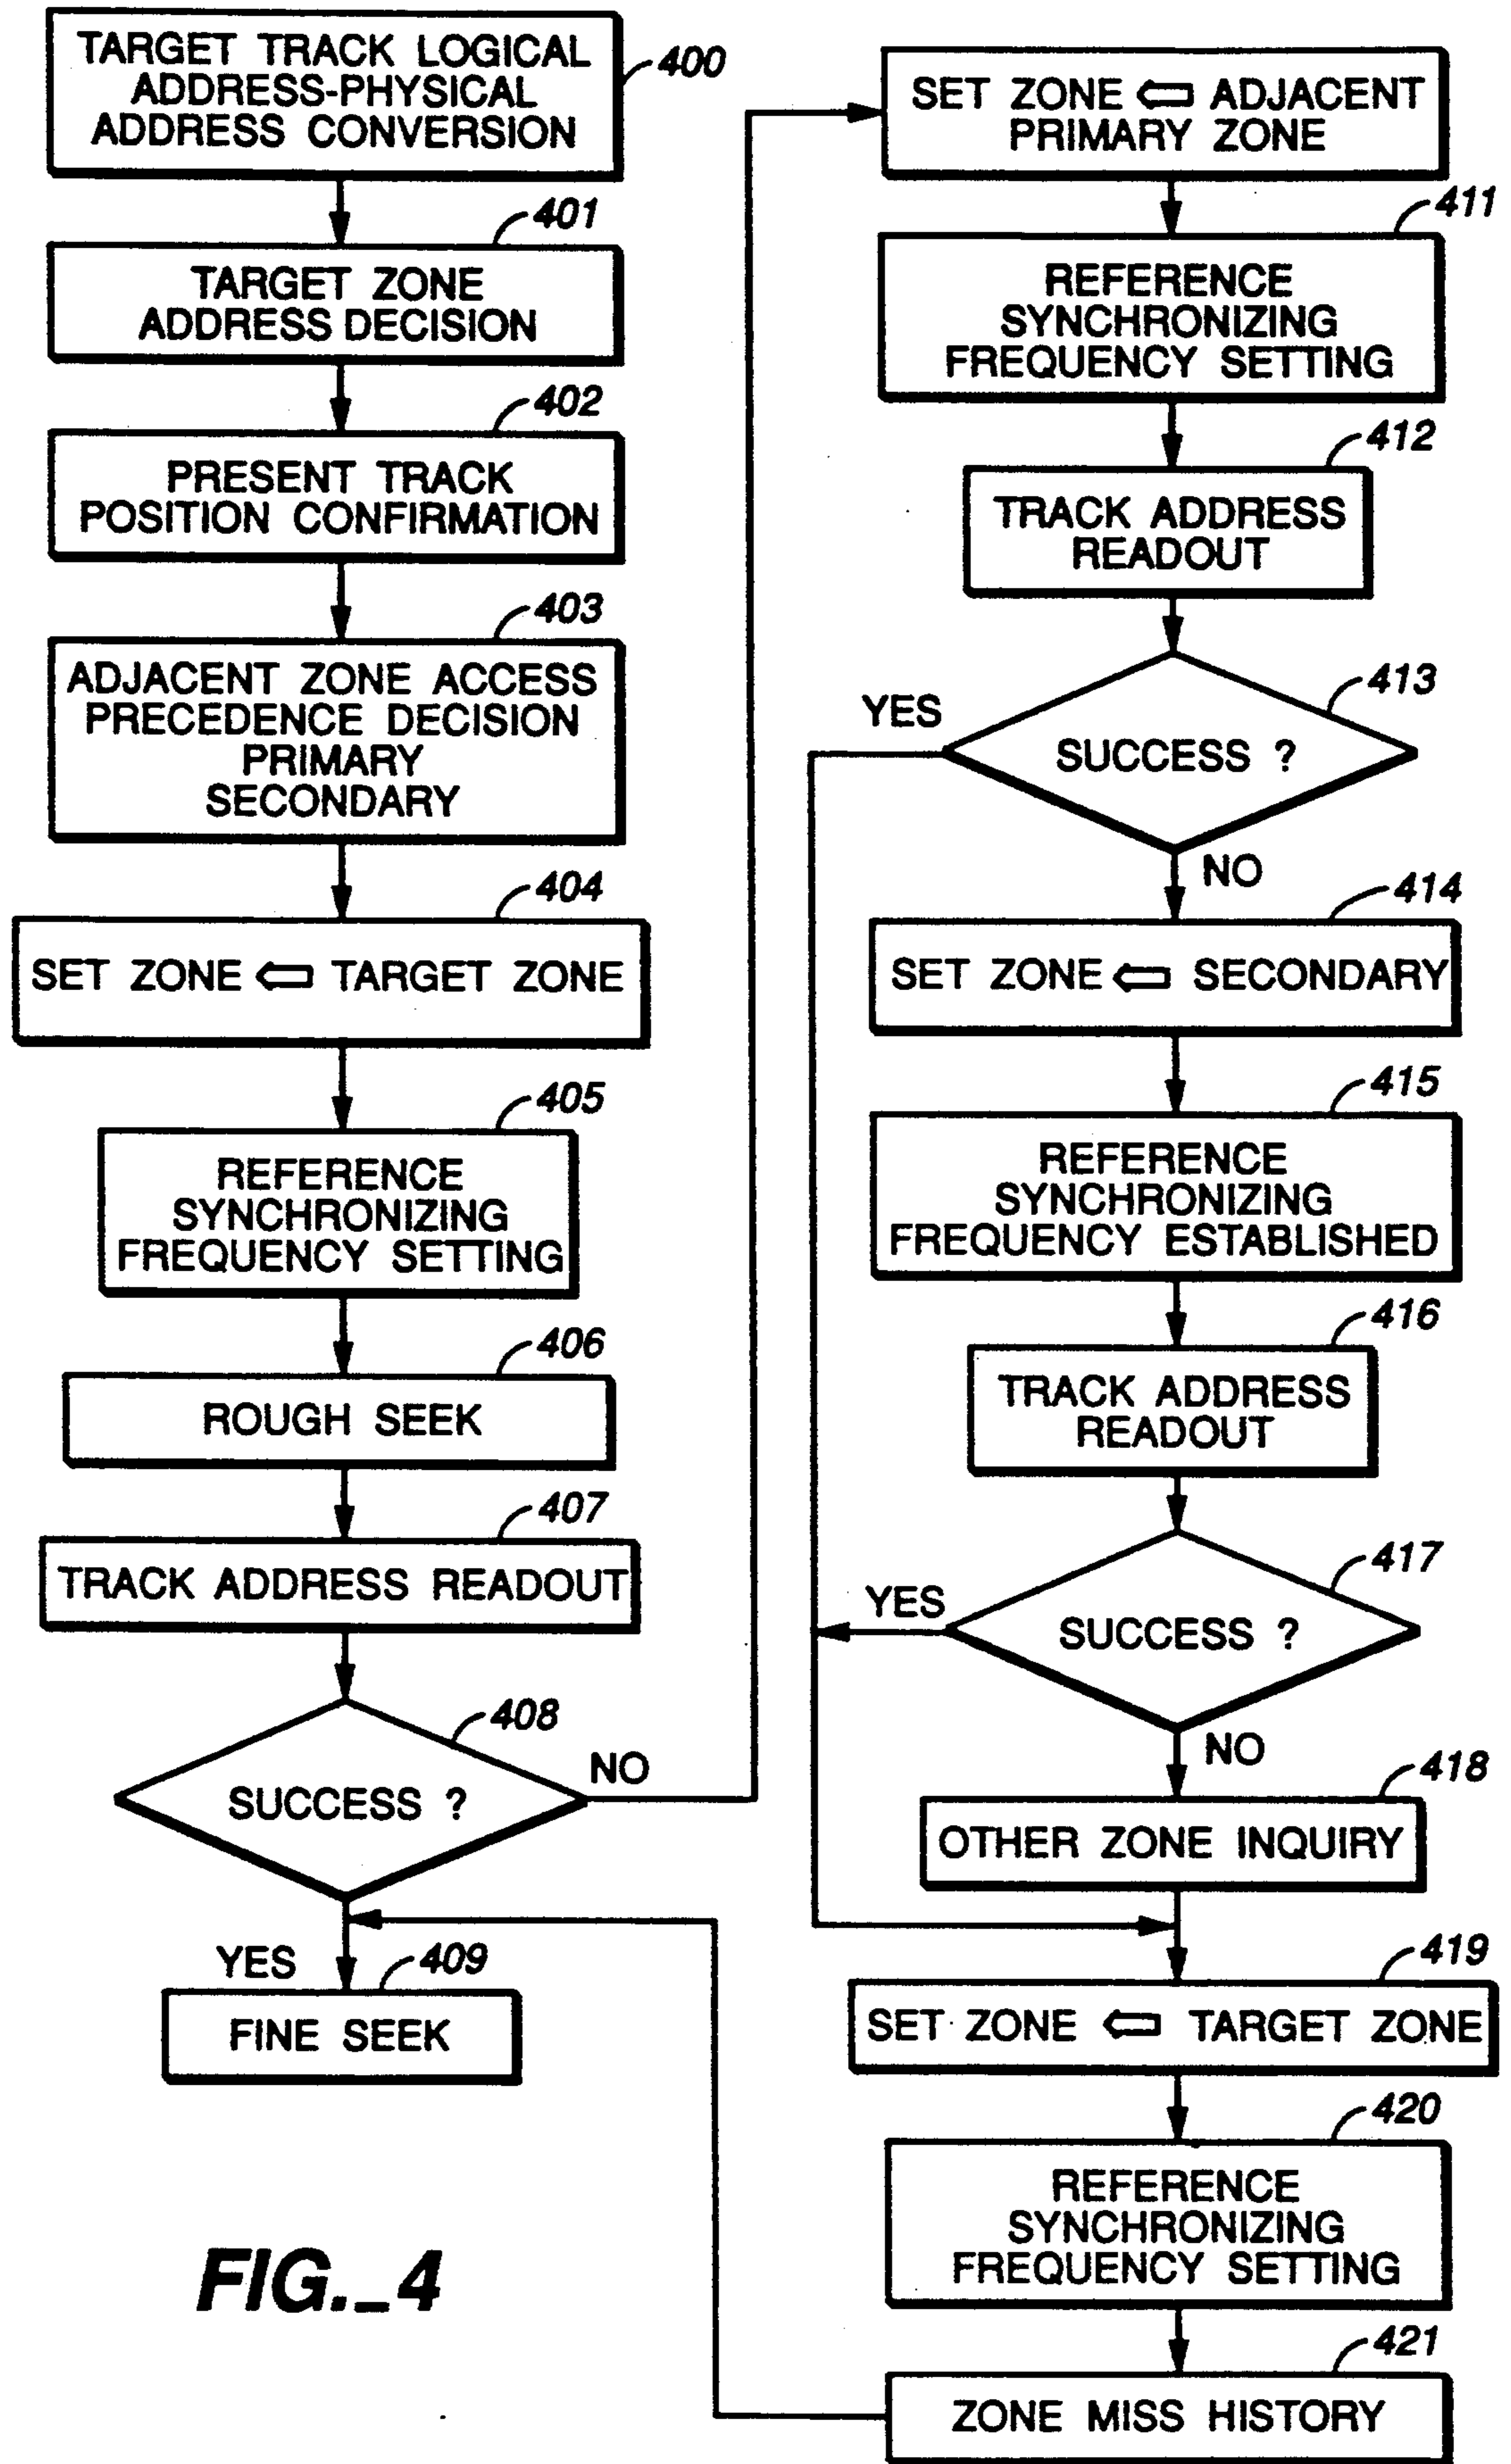 TARGET TRACK LOGICAL
ADDRESS-PHYSICAL
ADDRESS CONVERSION
400
401
TARGET ZONE
ADDRESS DECISION
402
PRESENT TRACK
POSITION CONFIRMATION
403
ADJACENT ZONE ACCESS
PRECEDENCE DECISION
PRIMARY
SECONDARY
404
SET ZONE ⇐ TARGET ZONE
405
REFERENCE
SYNCHRONIZING
FREQUENCY SETTING
406
ROUGH SEEK
407
TRACK ADDRESS READOUT
408
SUCCESS ?
NO
YES
409
FINE SEEK
SET ZONE ⇐ ADJACENT
PRIMARY ZONE
411
REFERENCE
SYNCHRONIZING
FREQUENCY SETTING
412
TRACK ADDRESS
READOUT
413
YES
SUCCESS ?
NO
414
SET ZONE ⇐ SECONDARY
415
REFERENCE
SYNCHRONIZING
FREQUENCY ESTABLISHED
416
TRACK ADDRESS
READOUT
417
YES
SUCCESS ?
NO
418
OTHER ZONE INQUIRY
419
SET ZONE ⇐ TARGET ZONE
420
REFERENCE
SYNCHRONIZING
FREQUENCY SETTING
421
ZONE MISS HISTORY
FIG._4